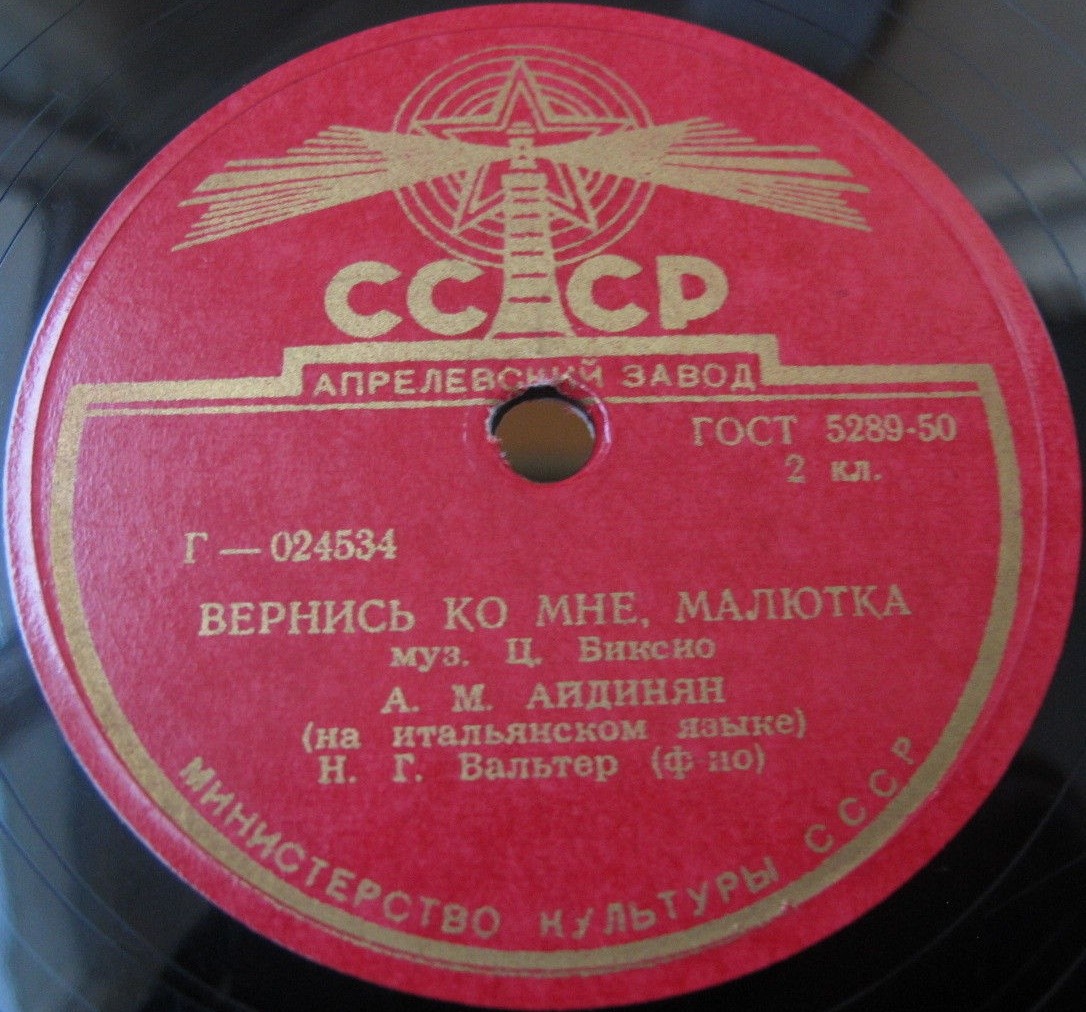 СССР
АПРЕЛЕВСКИЙ ЗАВОД
ГОСТ 5289-50
2 кл.
Г — 024534
ВЕРНИСЬ КО МНЕ, МАЛЮТКА
муз. Ц. Биксио
А. М. АЙДИНЯН
(на итальянском языке)
Н. Г. Вальтер (ф-но)
МИНИСТЕРСТВО КУЛЬТУРЫ СССР